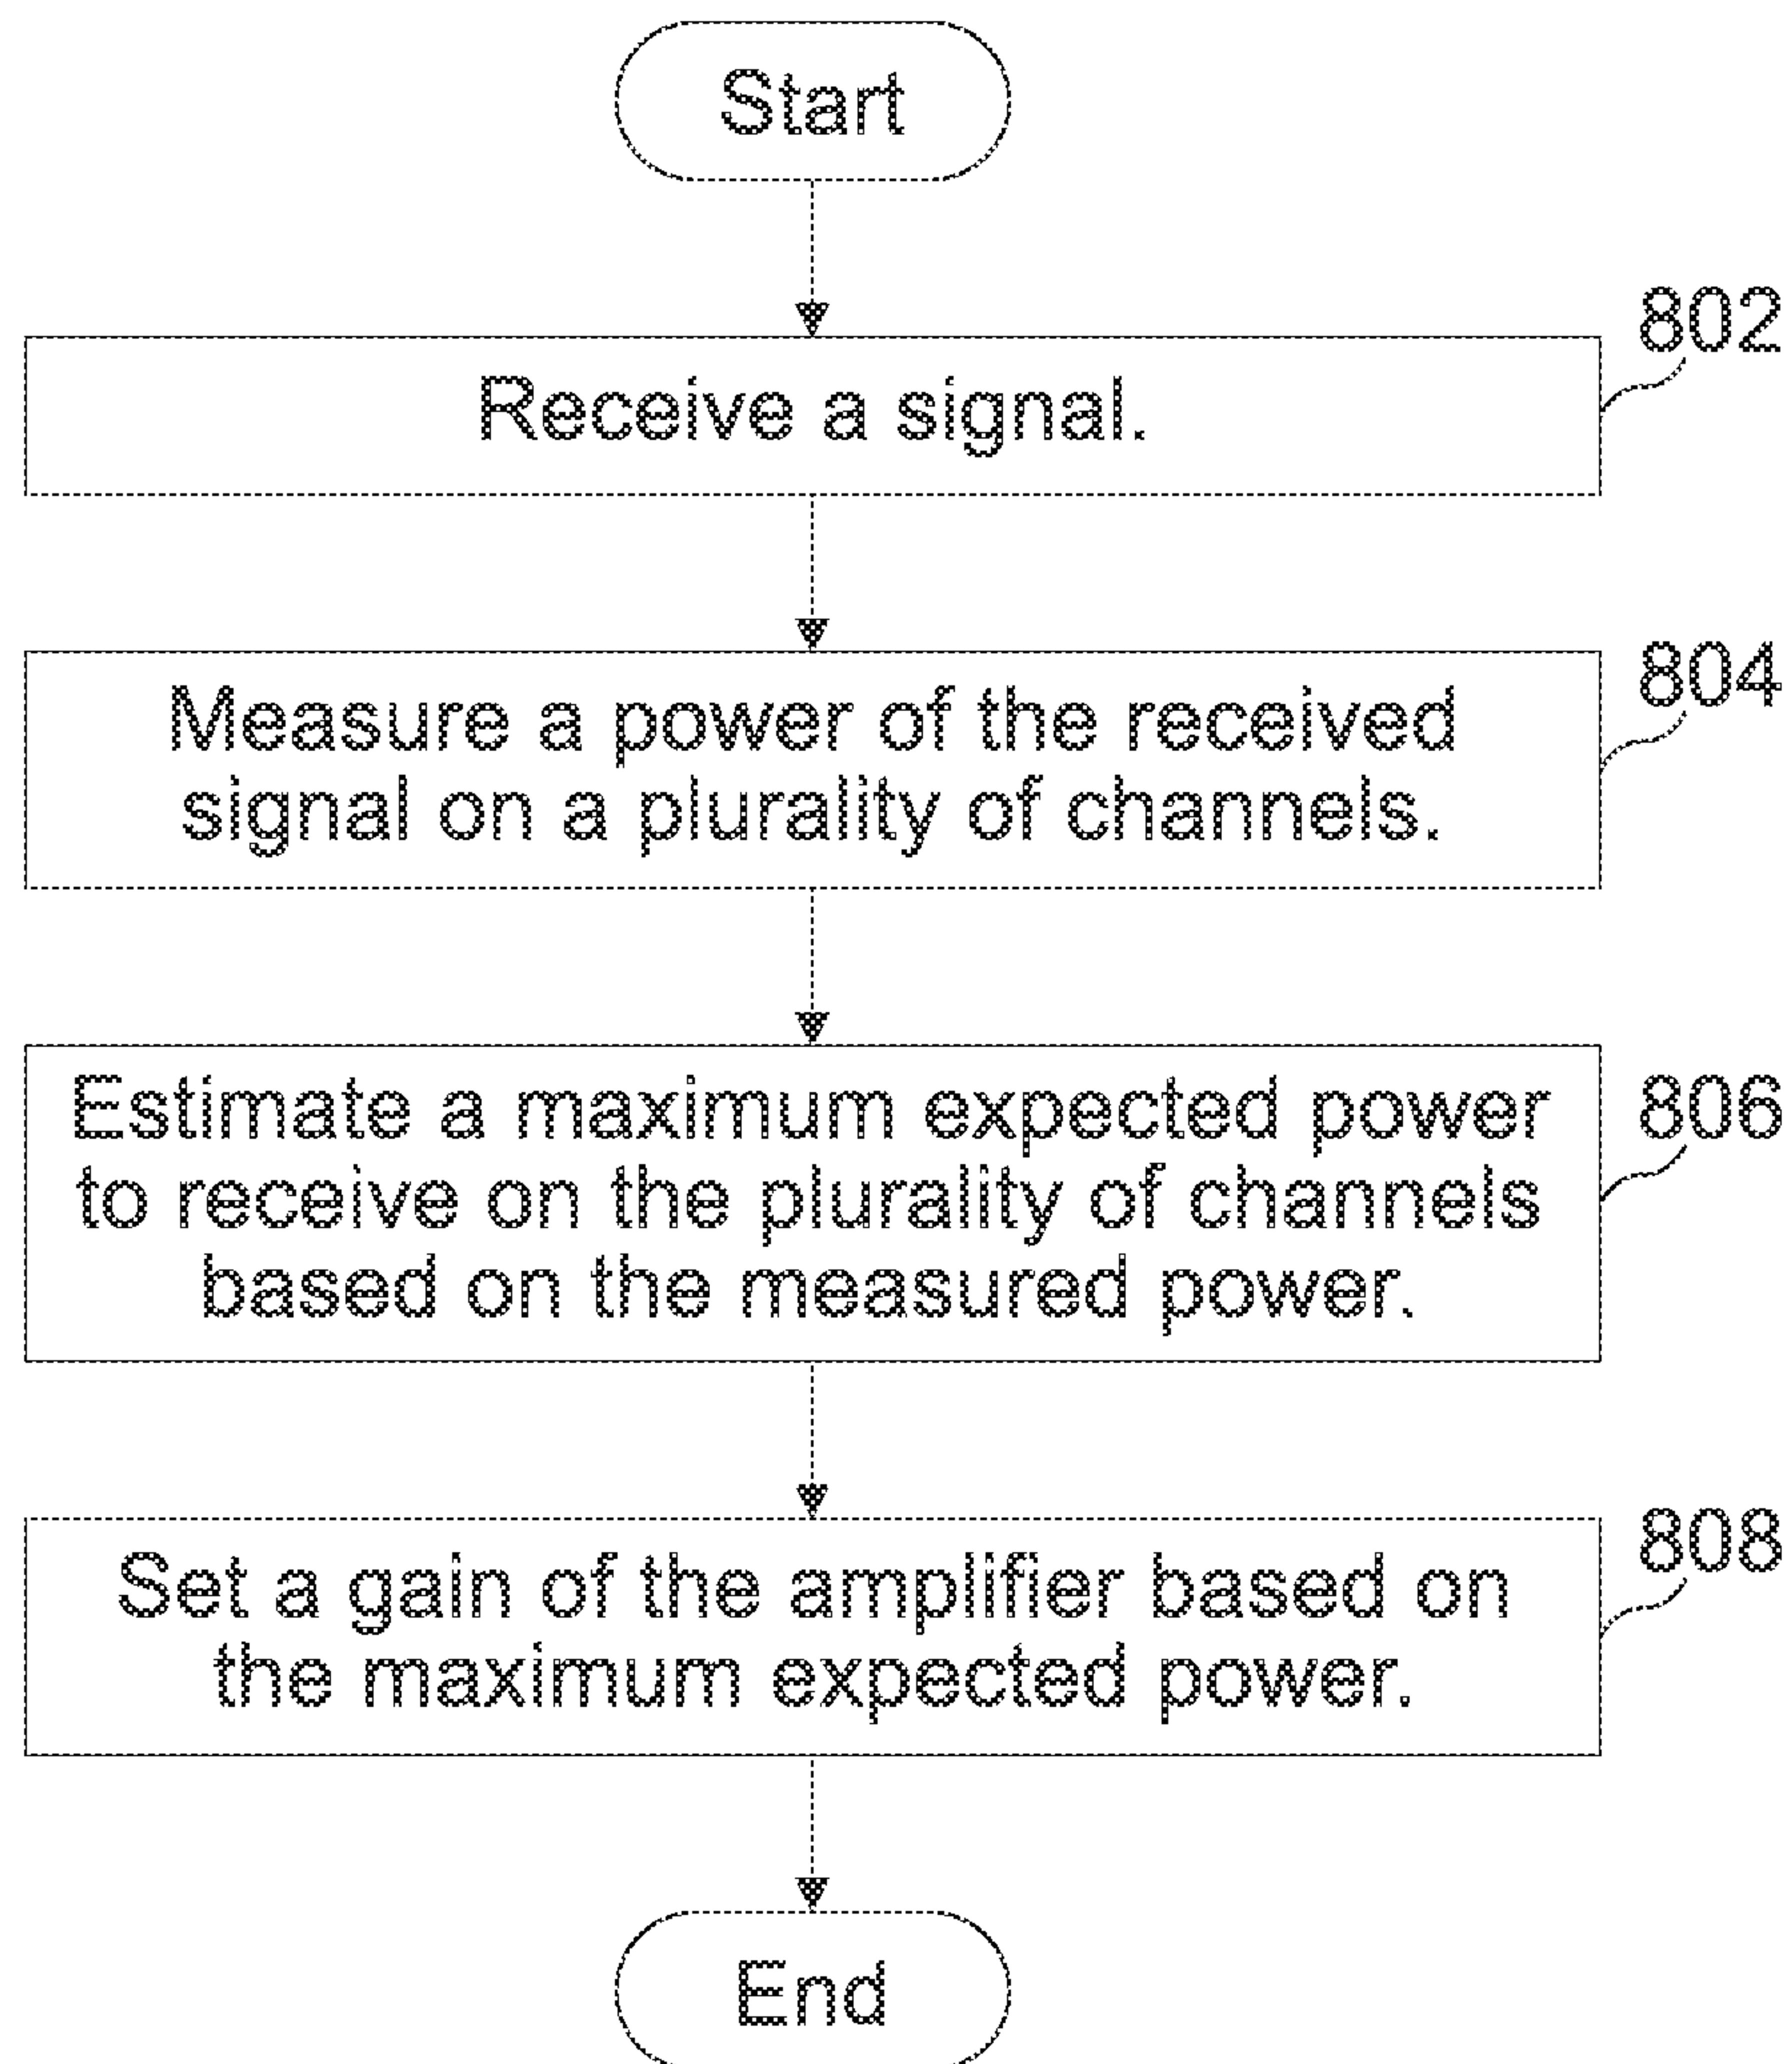 Start
802
Receive a signal.
804
Measure a power of the received
signal on a plurality of channels.
806
Estimate a maximum expected power
to receive on the plurality of channels
based on the measured power.
808
Set a gain of the amplifier based on
the maximum expected power.
End